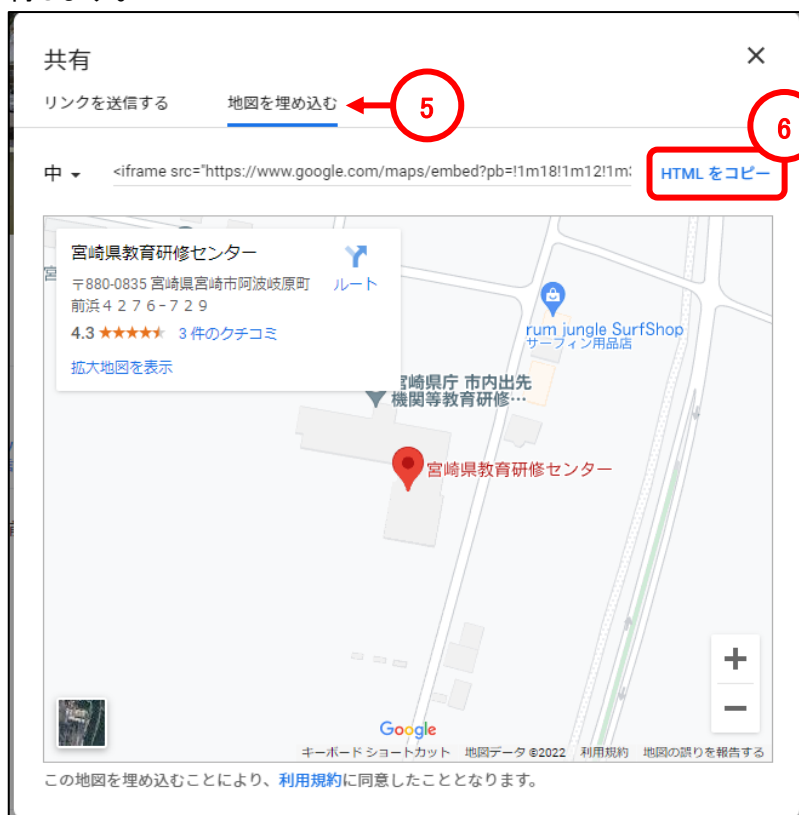 共有
×
リンクを送信する 地図を埋め込む 5
6
中 <iframe src="https://www.google.com/maps/embed?pb=!1m18!1m12!1m: HTML をコピー
宮崎県教育研修センター
〒880-0835 宮崎県宮崎市阿波岐原町 ルート
前浜４２７６−７２９
4.3 ★★★★★ 3 件のクチコミ
拡大地図を表示
宮
rum jungle SurfShop
サーフィン用品店
宮崎県庁 市内出先
機関等教育研修…
宮崎県教育研修センター
+
−
Google
キーボード ショートカット 地図データ ©2022 利用規約 地図の誤りを報告する
この地図を埋め込むことにより、利用規約に同意したこととなります。